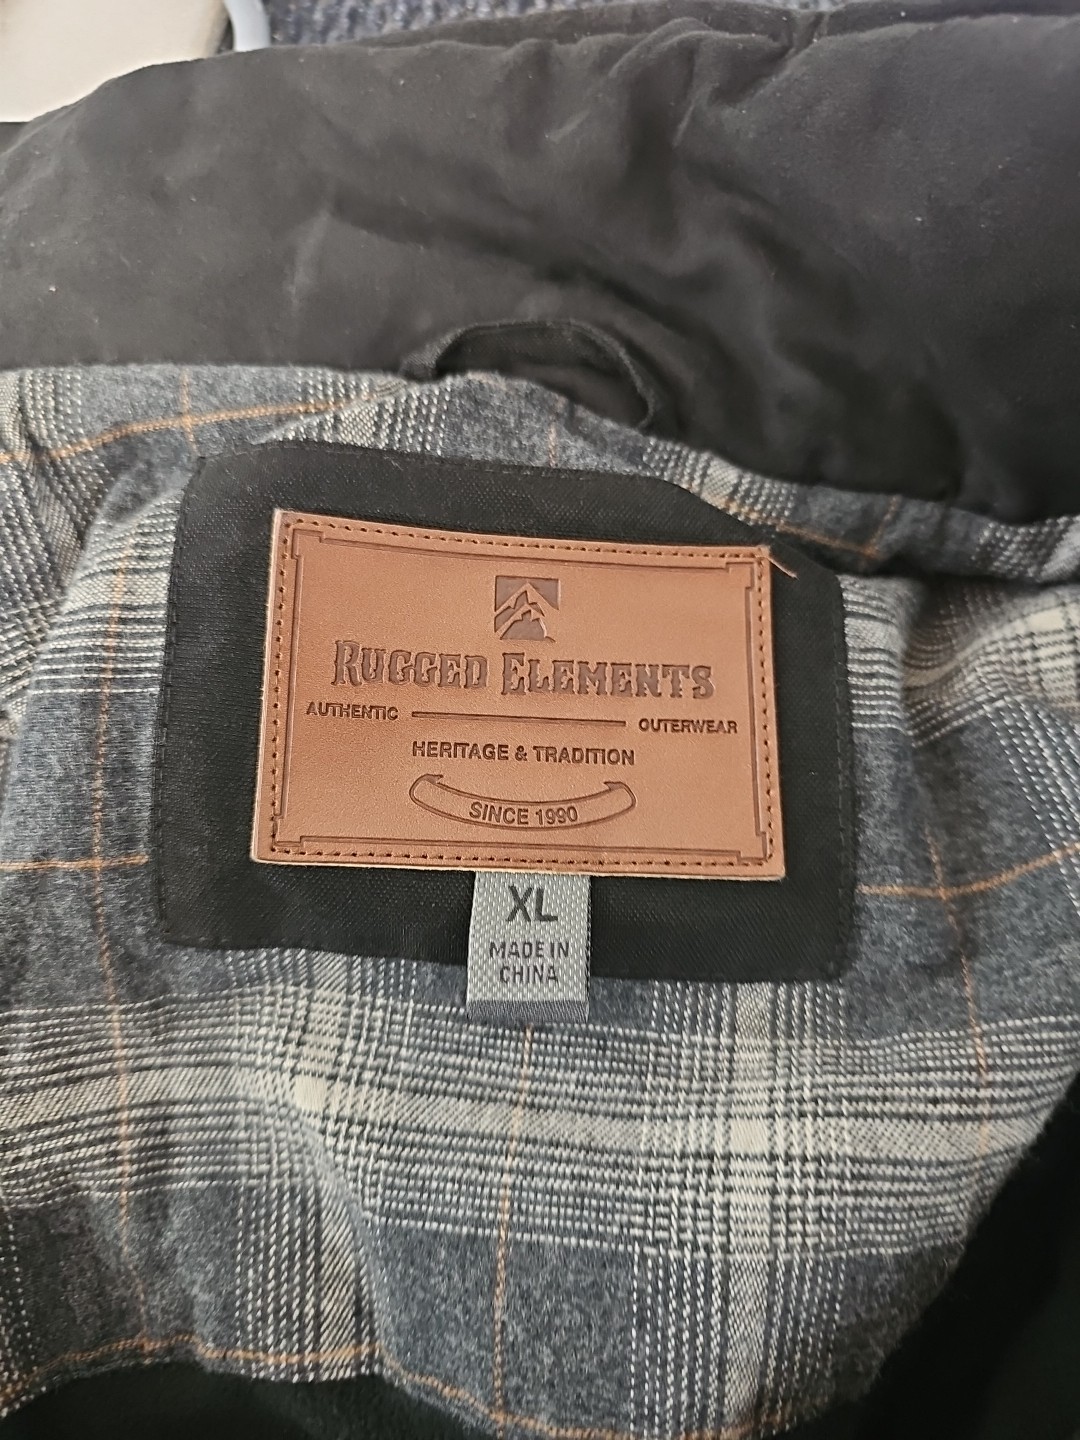 RUGGED ELEMENTS
AUTHENTIC OUTERWEAR
HERITAGE & TRADITION
SINCE 1990
XL
MADE IN
CHINA